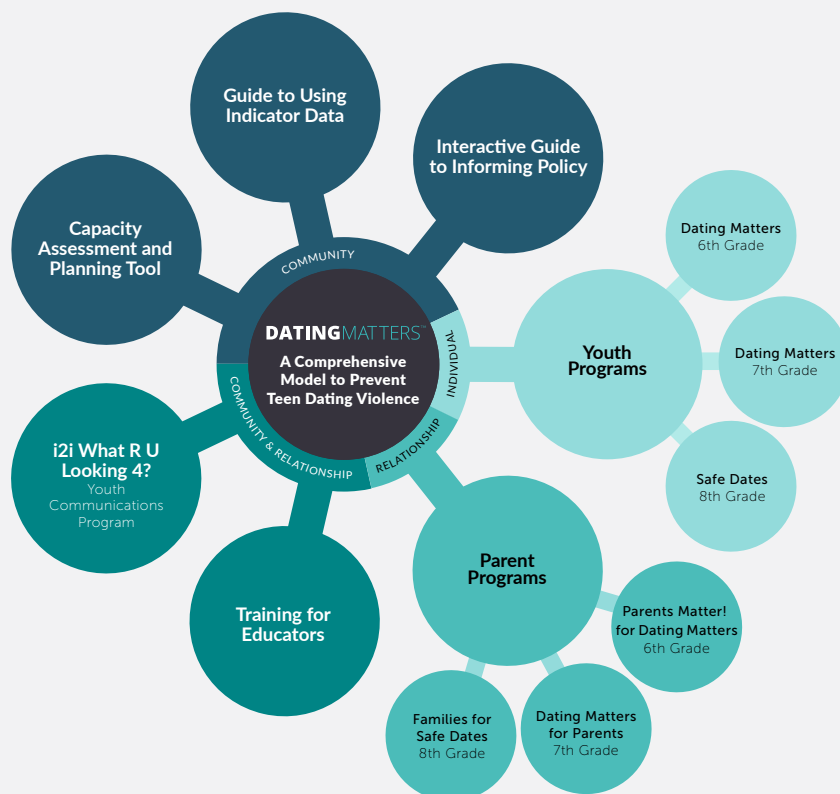 Guide to Using
Indicator Data
Interactive Guide
to Informing Policy
Capacity
Assessment and
Planning Tool
COMMUNITY
DATINGMATTERS™
A Comprehensive
Model to Prevent
Teen Dating Violence
INDIVIDUAL
RELATIONSHIP
COMMUNITY & RELATIONSHIP
Youth
Programs
Dating Matters
6th Grade
Dating Matters
7th Grade
Safe Dates
8th Grade
i2i What R U
Looking 4?
Youth
Communications
Program
Training for
Educators
Parent
Programs
Parents Matter!
for Dating Matters
6th Grade
Dating Matters
for Parents
7th Grade
Families for
Safe Dates
8th Grade